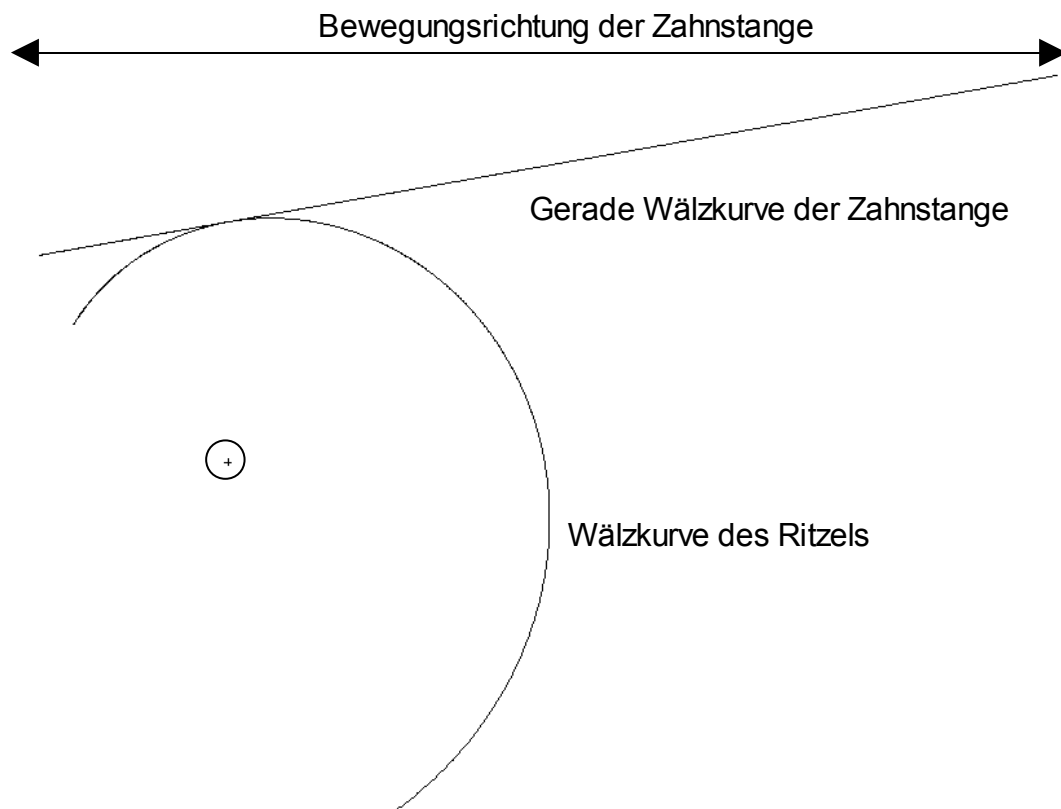 Bewegungsrichtung der Zahnstange
Gerade Wälzkurve der Zahnstange
Wälzkurve des Ritzels